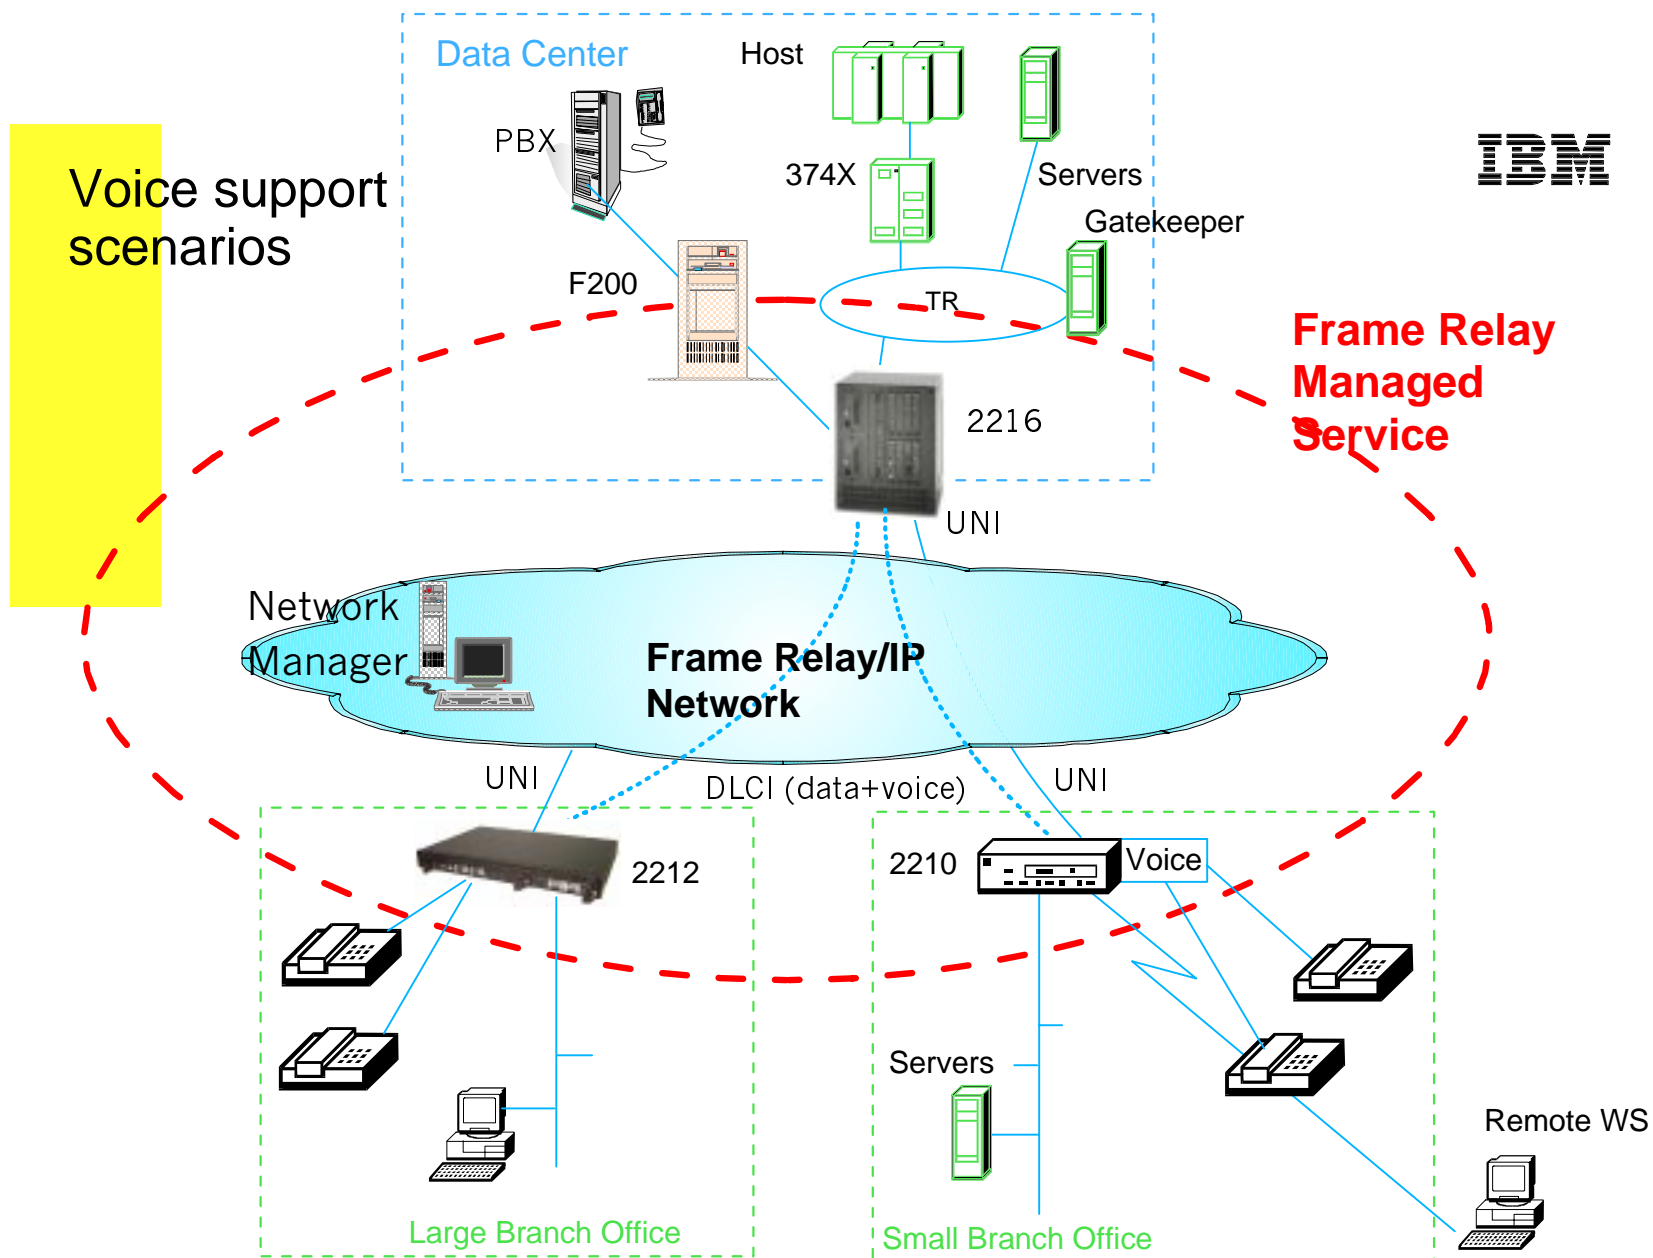 Data Center
Host
PBX
IBM
Voice support
scenarios
374X
Servers
Gatekeeper
F200
TR
Frame Relay
Managed
Service
2216
UNI
Network
Manager
Frame Relay/IP
Network
UNI
DLCI (data+voice)
UNI
2212
2210
Voice
Servers
Remote WS
Large Branch Office
Small Branch Office